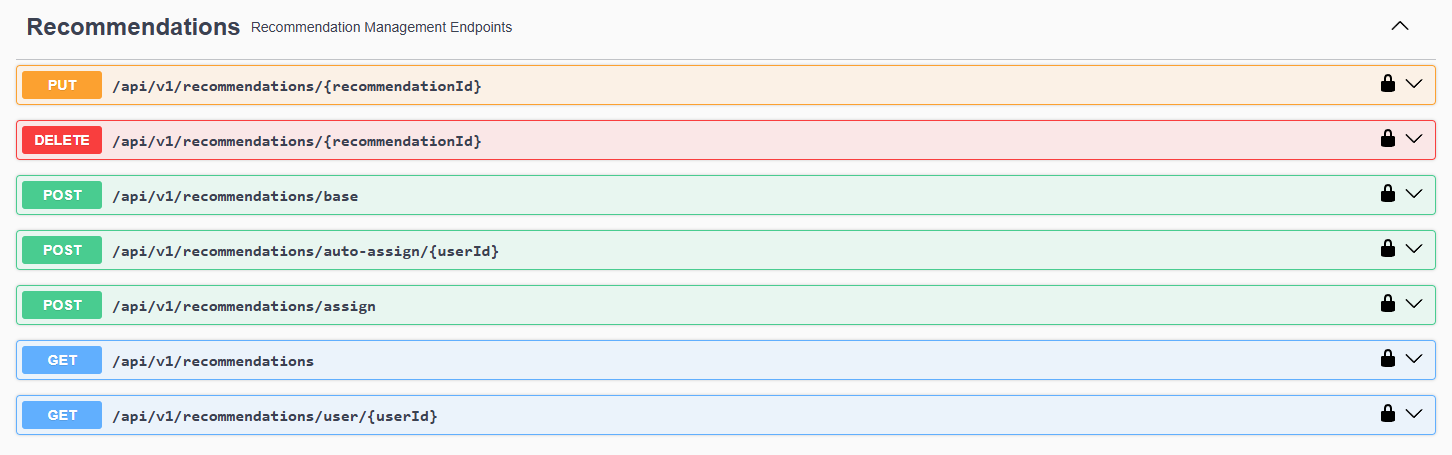 Recommendations Recommendation Management Endpoints
PUT /api/v1/recommendations/{recommendationId}
DELETE /api/v1/recommendations/{recommendationId}
POST /api/v1/recommendations/base
POST /api/v1/recommendations/auto-assign/{userId}
POST /api/v1/recommendations/assign
GET /api/v1/recommendations
GET /api/v1/recommendations/user/{userId}